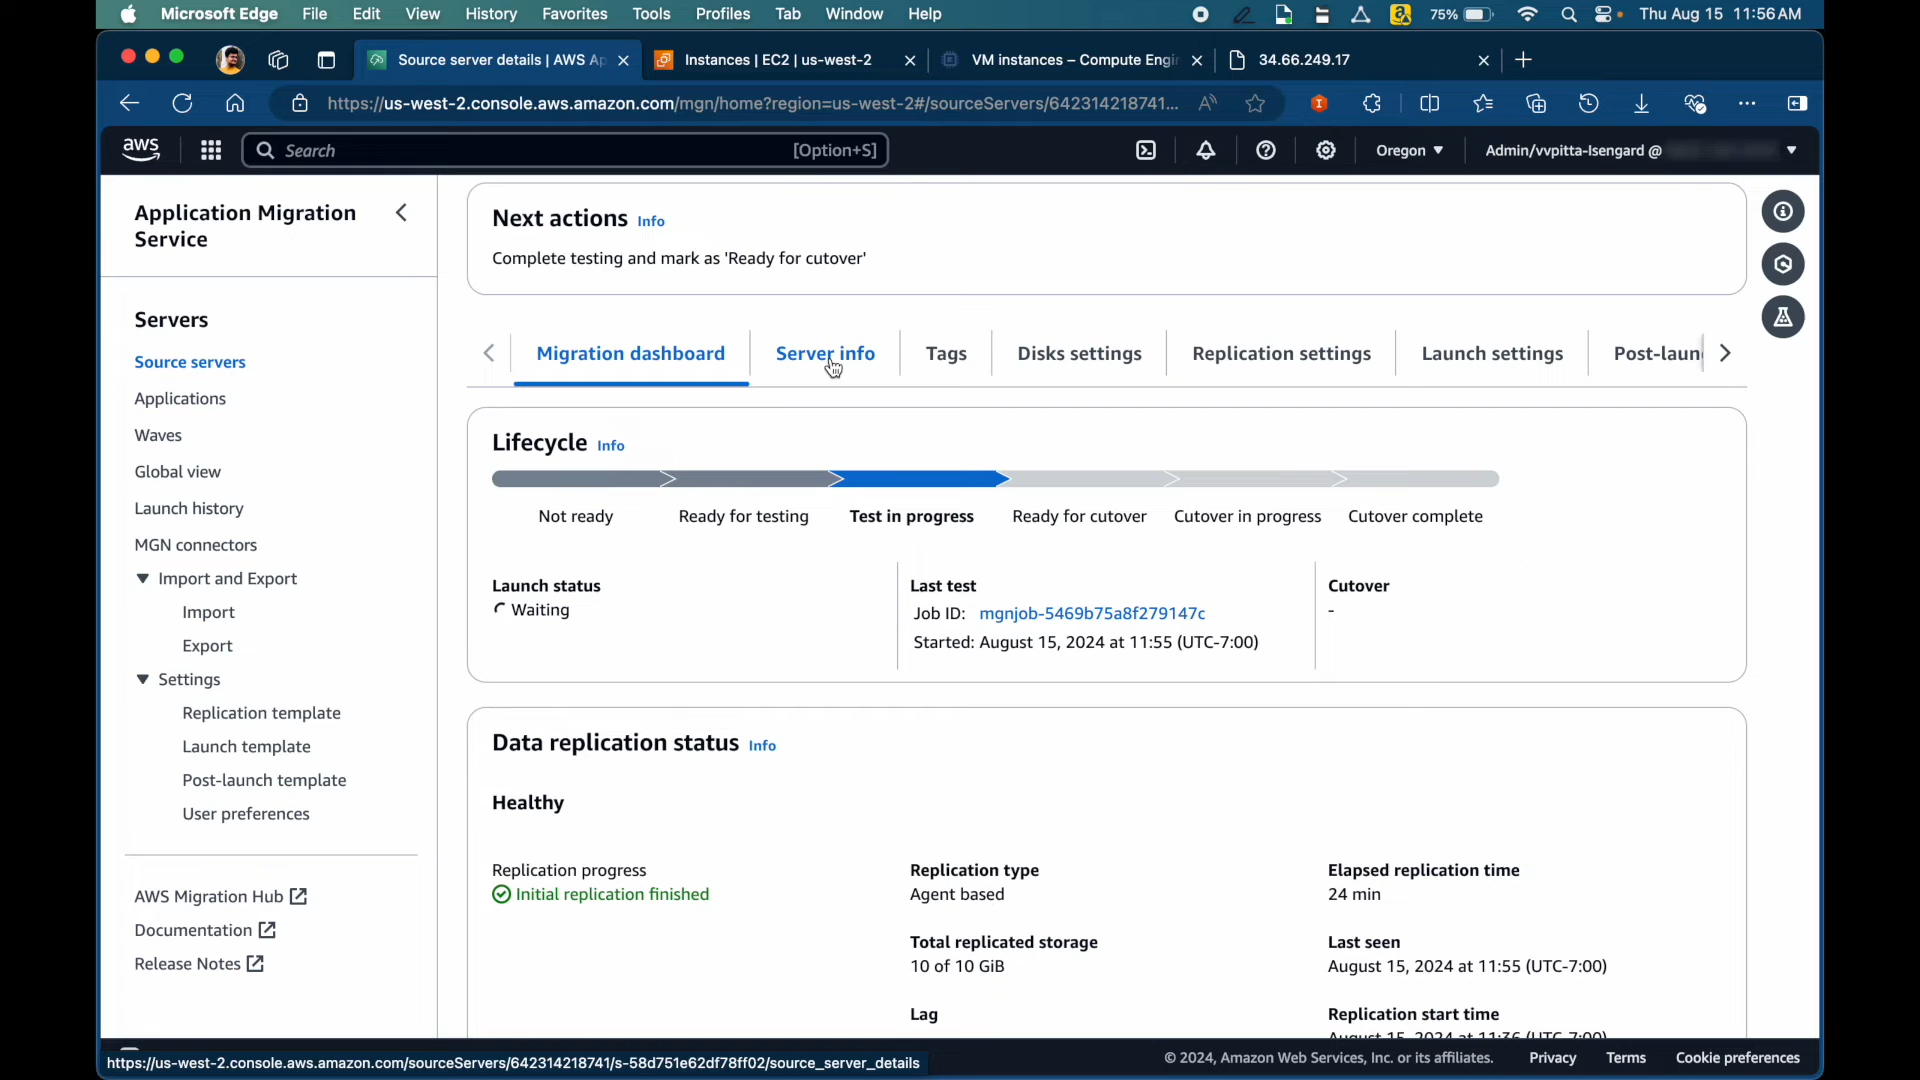 Microsoft Edge File Edit View History Favorites Tools Profiles Tab Window Help
75% Thu Aug 15 11:56 AM
Source server details | AWS Ap
Instances | EC2 | us-west-2
VM instances – Compute Engi
34.66.249.17
https://us-west-2.console.aws.amazon.com/mgn/home?region=us-west-2#/sourceServers/642314218741...
aws
Search
[Option+S]
Oregon
Admin/vvpitta-Isengard @
Application Migration
Service
Servers
Source servers
Applications
Waves
Global view
Launch history
MGN connectors
Import and Export
Import
Export
Settings
Replication template
Launch template
Post-launch template
User preferences
AWS Migration Hub
Documentation
Release Notes
Next actions Info
Complete testing and mark as 'Ready for cutover'
Migration dashboard
Server info
Tags
Disks settings
Replication settings
Launch settings
Post-laun
Lifecycle Info
Not ready
Ready for testing
Test in progress
Ready for cutover
Cutover in progress
Cutover complete
Launch status
Waiting
Last test
Job ID: mgnjob-5469b75a8f279147c
Started: August 15, 2024 at 11:55 (UTC-7:00)
Cutover
-
Data replication status Info
Healthy
Replication progress
Initial replication finished
Replication type
Agent based
Total replicated storage
10 of 10 GiB
Lag
Elapsed replication time
24 min
Last seen
August 15, 2024 at 11:55 (UTC-7:00)
Replication start time
August 15, 2024 at 11:36 (UTC-7:00)
https://us-west-2.console.aws.amazon.com/sourceServers/642314218741/s-58d751e62df78ff02/source_server_details
© 2024, Amazon Web Services, Inc. or its affiliates.
Privacy
Terms
Cookie preferences